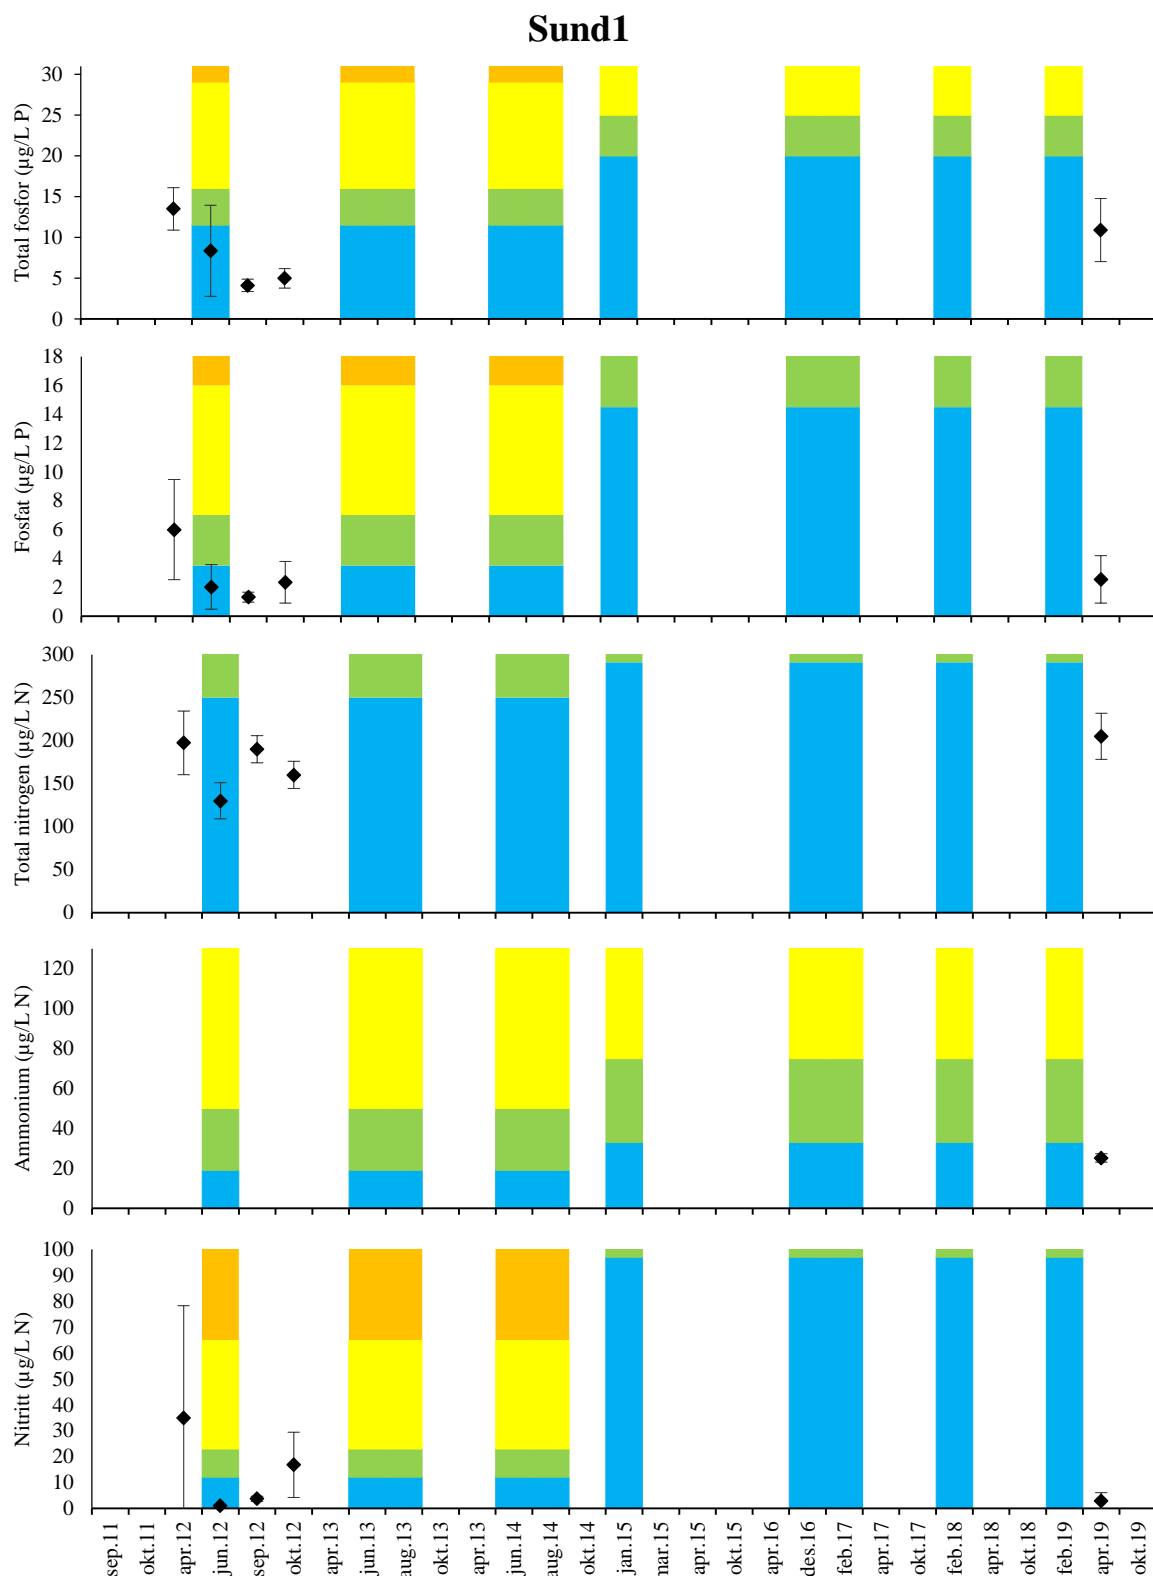 Sund1
Total fosfor (µg/L P)
30
25
20
15
10
5
0
Fosfat (µg/L P)
18
16
14
12
10
8
6
4
2
0
Total nitrogen (µg/L N)
300
250
200
150
100
50
0
Ammonium (µg/L N)
120
100
80
60
40
20
0
Nitritt (µg/L N)
100
90
80
70
60
50
40
30
20
10
0
sep.11
okt.11
apr.12
jun.12
sep.12
okt.12
apr.13
jun.13
aug.13
okt.13
apr.13
jun.14
aug.14
okt.14
jan.15
mar.15
apr.15
okt.15
apr.16
des.16
feb.17
apr.17
okt.17
feb.18
apr.18
okt.18
feb.19
apr.19
okt.19